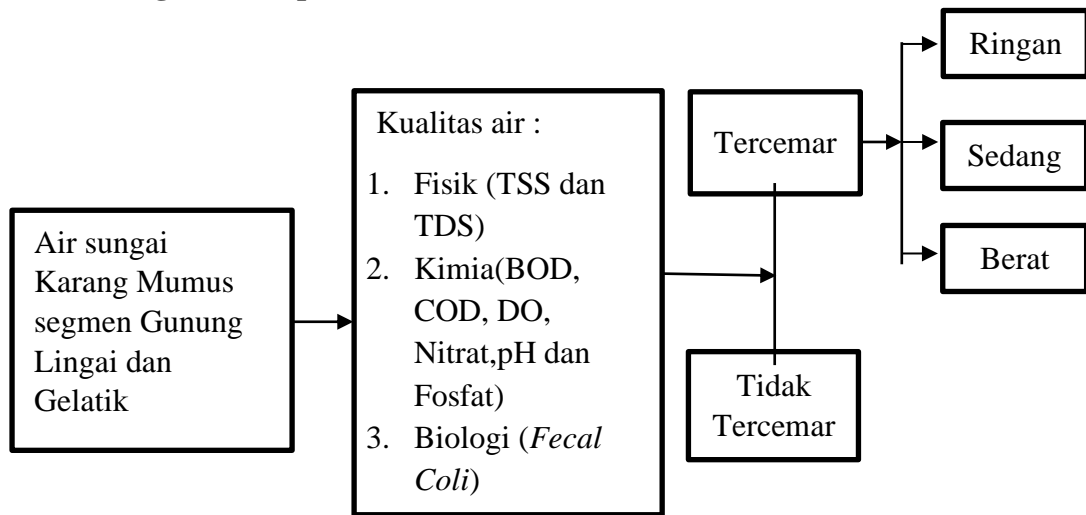 Air sungai
Karang Mumus
segmen Gunung
Lingai dan
Gelatik
Kualitas air :
1. Fisik (TSS dan
TDS)
2. Kimia(BOD,
COD, DO,
Nitrat,pH dan
Fosfat)
3. Biologi (Fecal
Coli)
Tercemar
Tidak
Tercemar
Ringan
Sedang
Berat